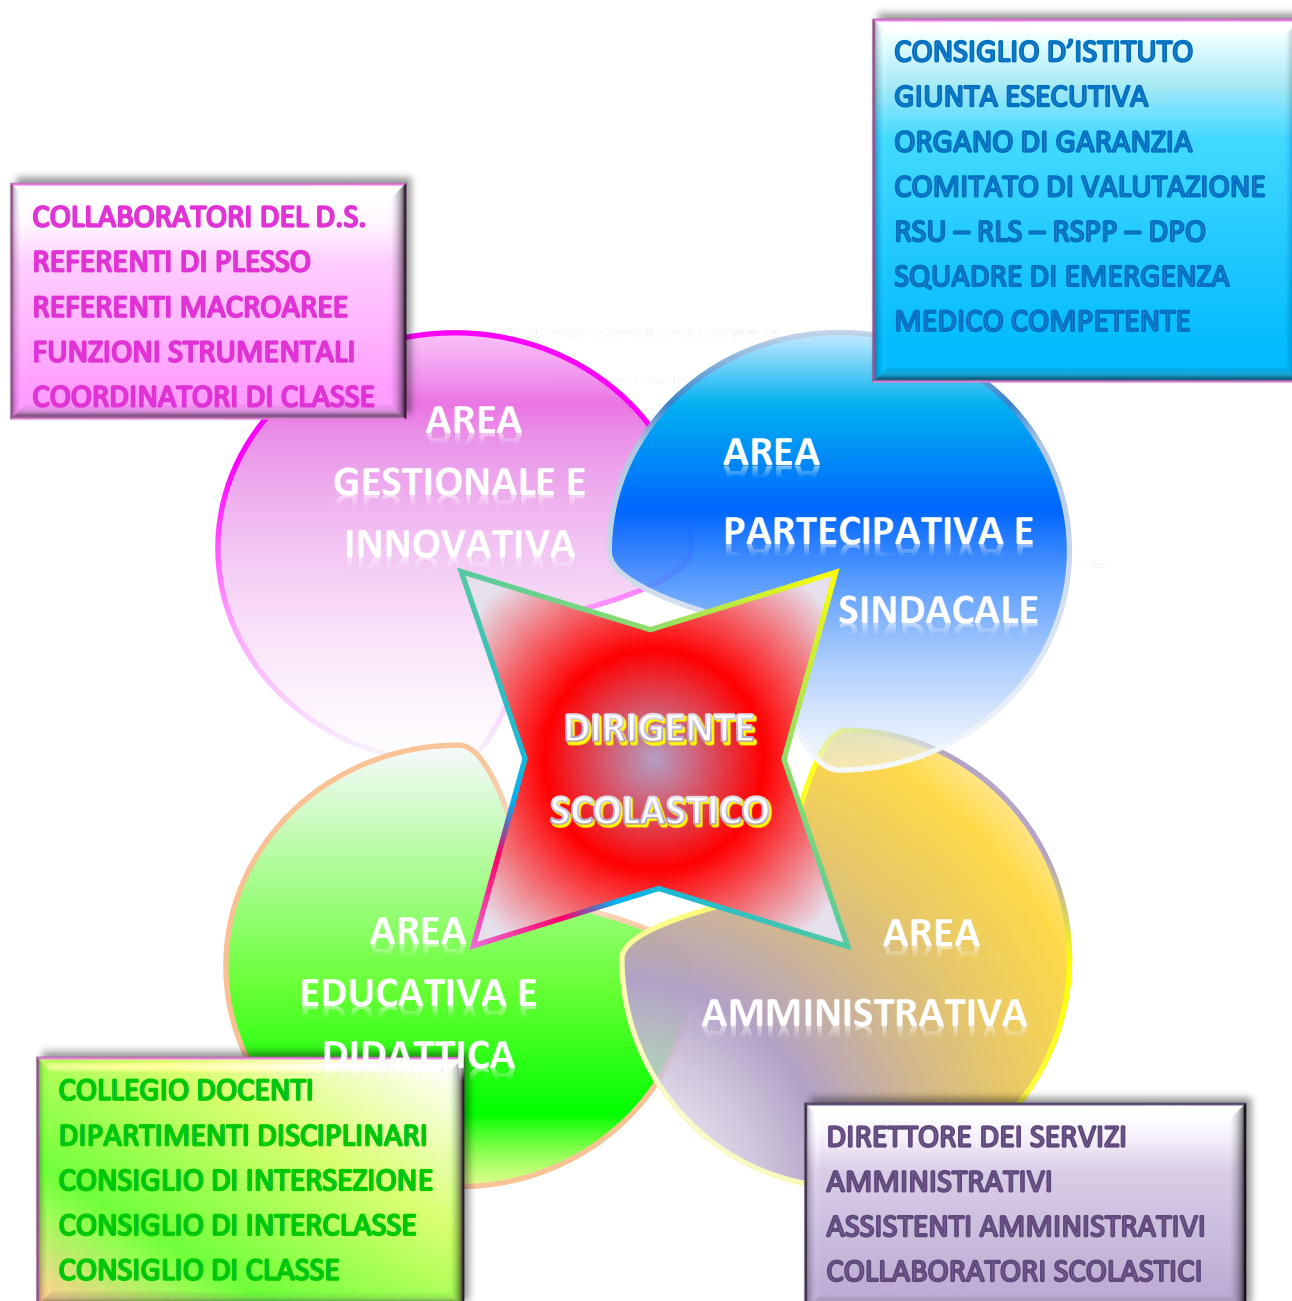 CONSIGLIO D’ISTITUTO
GIUNTA ESECUTIVA
ORGANO DI GARANZIA
COMITATO DI VALUTAZIONE
RSU – RLS – RSPP – DPO
SQUADRE DI EMERGENZA
MEDICO COMPETENTE
COLLABORATORI DEL D.S.
REFERENTI DI PLESSO
REFERENTI MACROAREE
FUNZIONI STRUMENTALI
COORDINATORI DI CLASSE
AREA
GESTIONALE E
INNOVATIVA
AREA
PARTECIPATIVA E
SINDACALE
DIRIGENTE
SCOLASTICO
AREA
EDUCATIVA E
DIDATTICA
AREA
AMMINISTRATIVA
COLLEGIO DOCENTI
DIPARTIMENTI DISCIPLINARI
CONSIGLIO DI INTERSEZIONE
CONSIGLIO DI INTERCLASSE
CONSIGLIO DI CLASSE
DIRETTORE DEI SERVIZI
AMMINISTRATIVI
ASSISTENTI AMMINISTRATIVI
COLLABORATORI SCOLASTICI